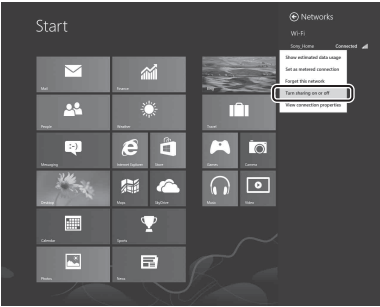 Start
Networks
Wi-Fi
Sony_Home Connected
Show estimated data usage
Set as metered connection
Forget this network
Turn sharing on or off
View connection properties
Mail
Finance
Bing
People
Weather
Travel
Messaging
Internet Explorer
Store
Games
Camera
Desktop
Maps
SkyDrive
Music
Video
Calendar
Sports
Photos
News